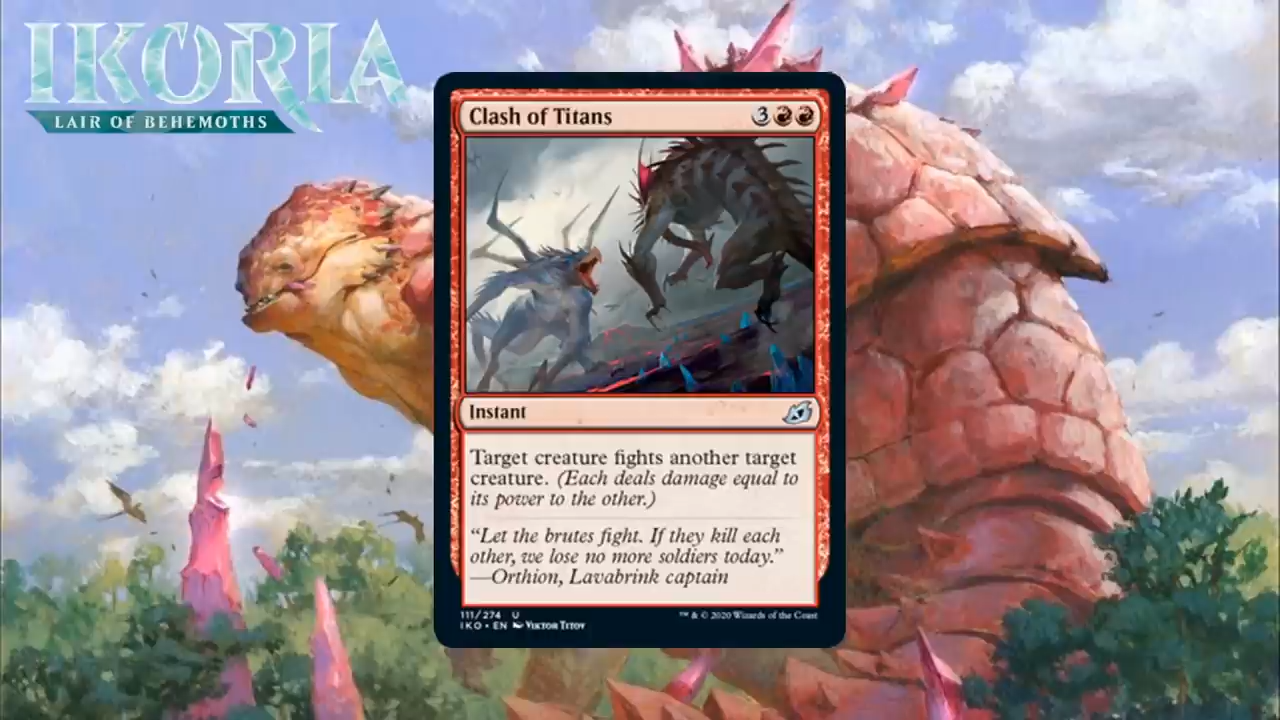 IKORIA
LAIR OF BEHEMOTHS
Clash of Titans 3
Instant
Target creature fights another target
creature. (Each deals damage equal to
its power to the other.)
“Let the brutes fight. If they kill each
other, we lose no more soldiers today.”
—Orthion, Lavabrink captain
111/274 U
IKO • EN Viktor Titov
™ & © 2020 Wizards of the Coast